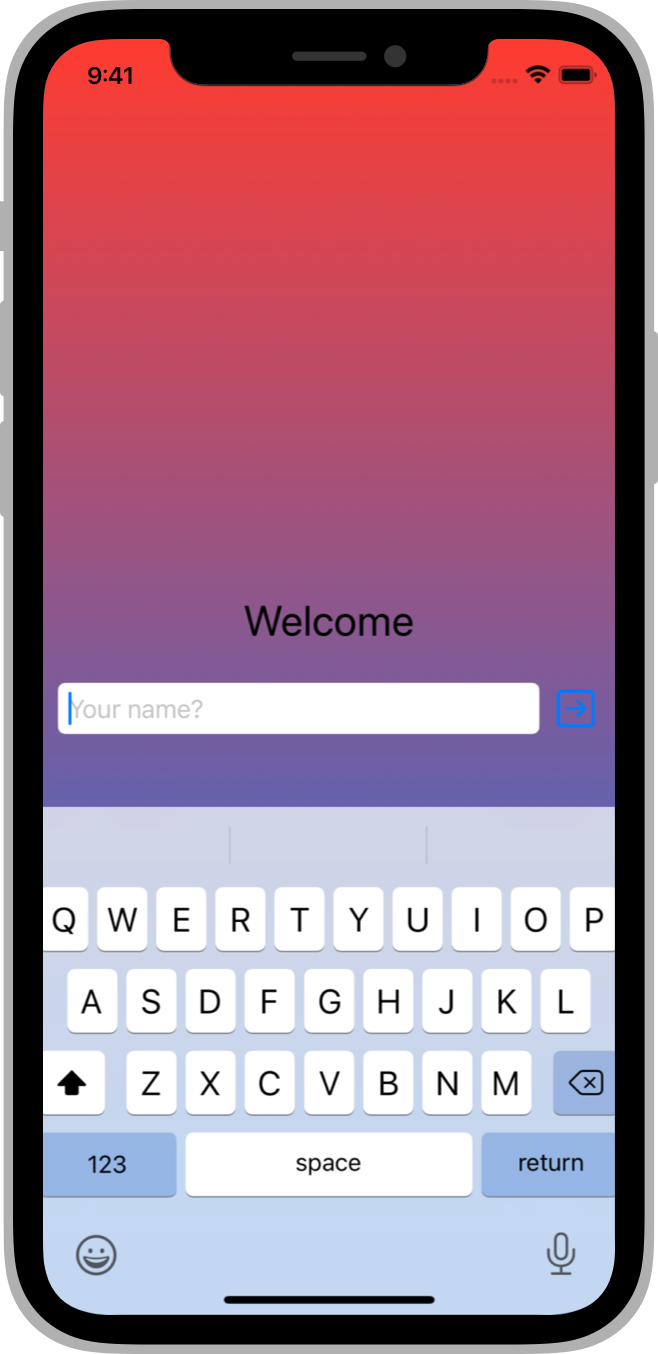 9:41
Welcome
Your name?
Q W E R T Y U I O P
A S D F G H J K L
Z X C V B N M
123 space return